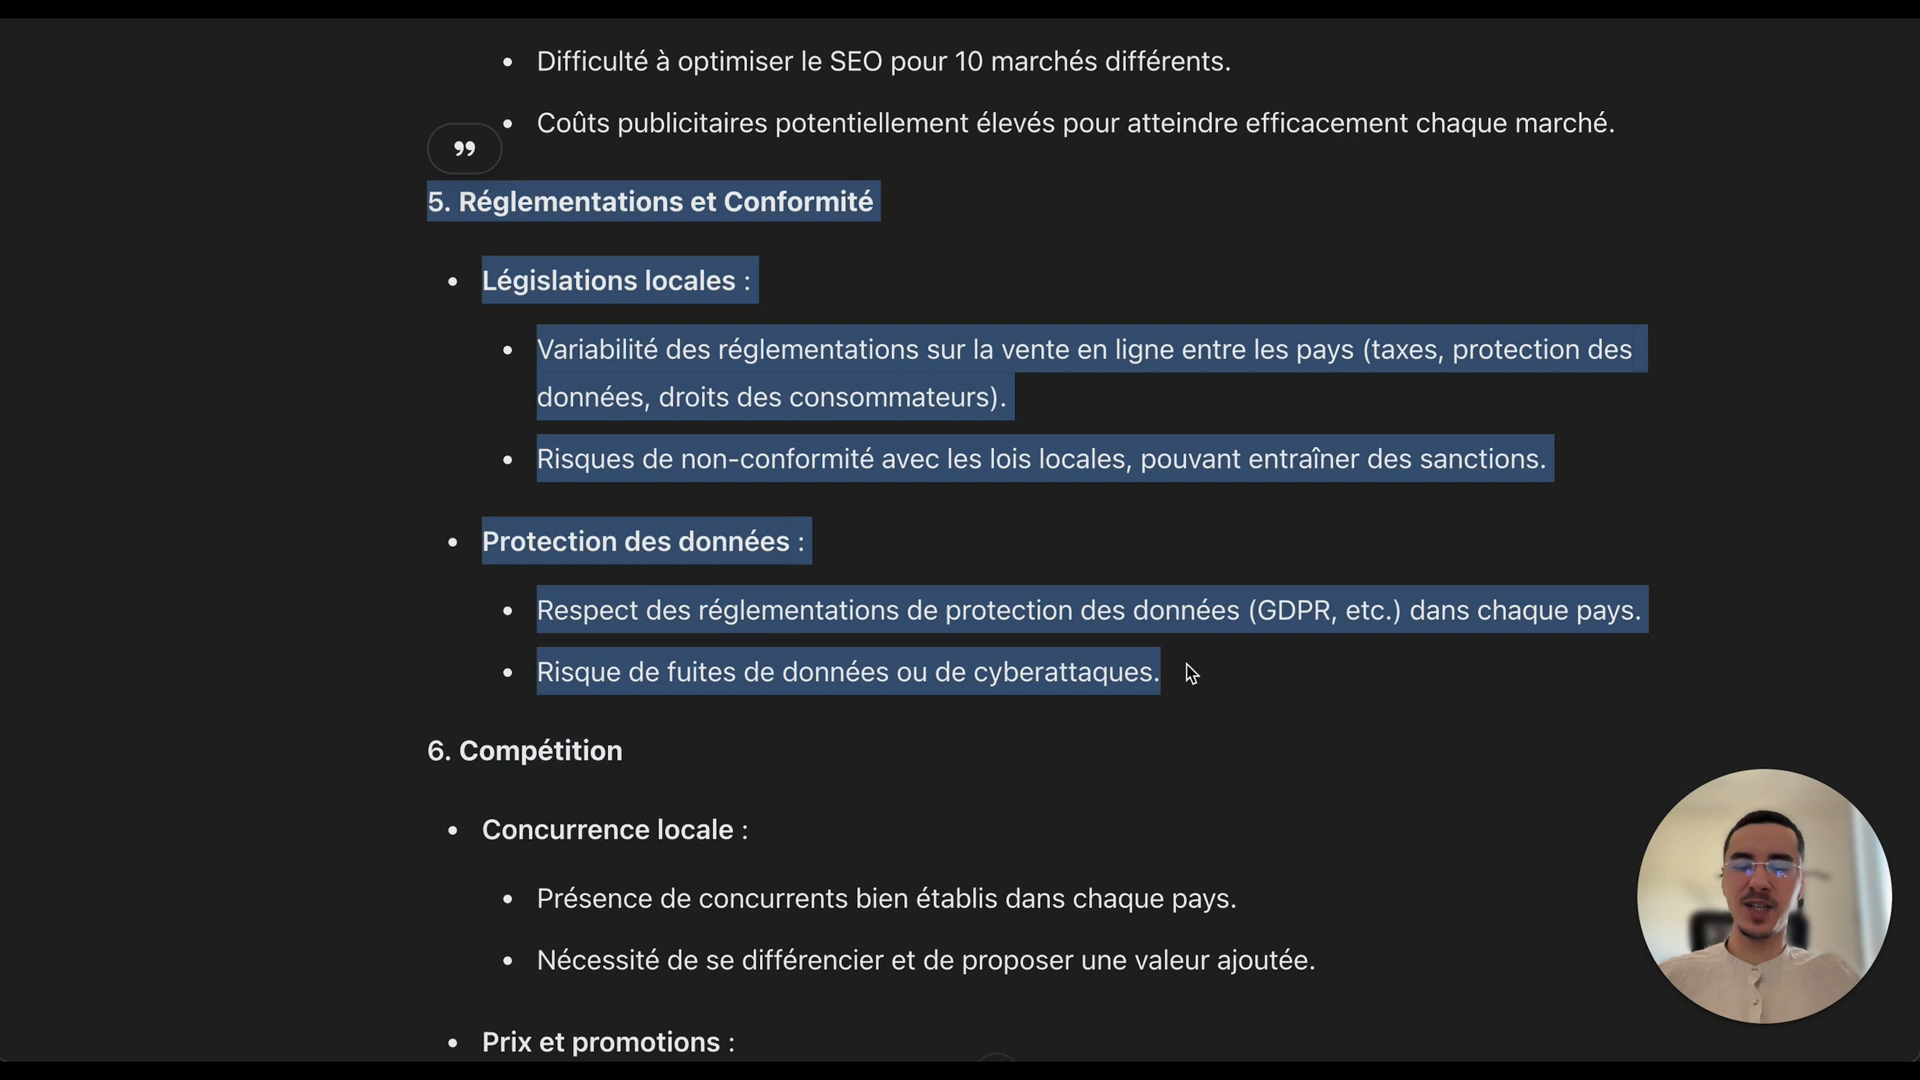 Difficulté à optimiser le SEO pour 10 marchés différents.
Coûts publicitaires potentiellement élevés pour atteindre efficacement chaque marché.
5. Réglementations et Conformité
Législations locales :
Variabilité des réglementations sur la vente en ligne entre les pays (taxes, protection des
données, droits des consommateurs).
Risques de non-conformité avec les lois locales, pouvant entraîner des sanctions.
Protection des données :
Respect des réglementations de protection des données (GDPR, etc.) dans chaque pays.
Risque de fuites de données ou de cyberattaques.
6. Compétition
Concurrence locale :
Présence de concurrents bien établis dans chaque pays.
Nécessité de se différencier et de proposer une valeur ajoutée.
Prix et promotions :